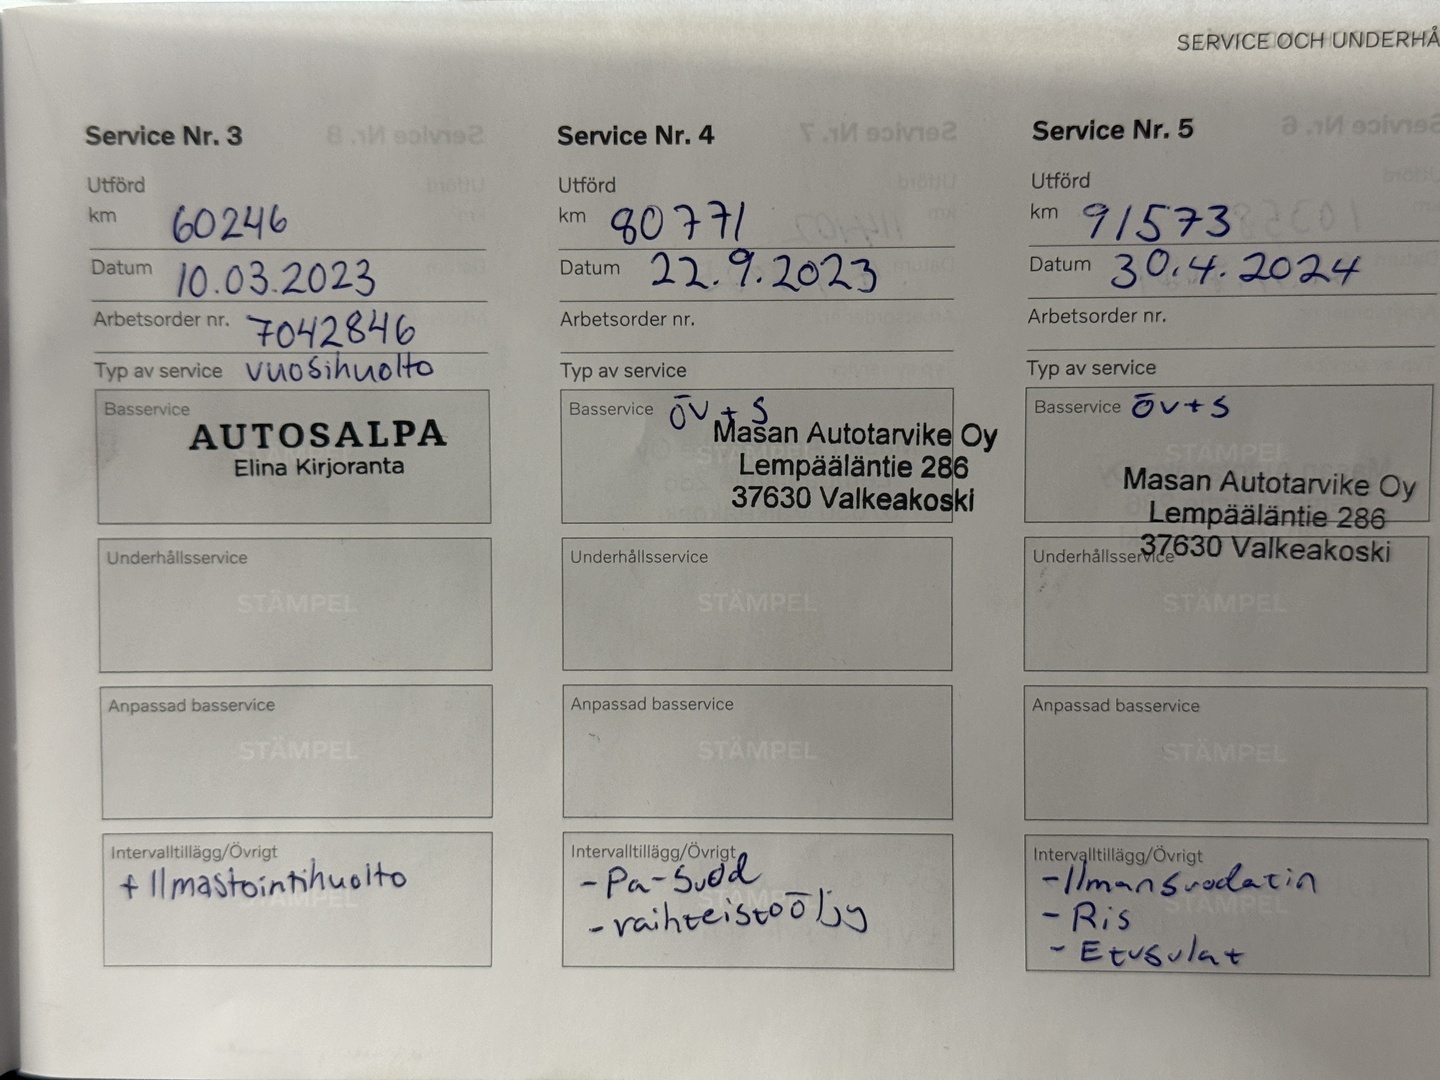 SERVICE OCH UNDERHÅ
Service Nr. 3
Utförd
km 60246
Datum 10.03.2023
Arbetsorder nr. 7042846
Typ av service vuosihuolto
Basservice
AUTOSALPA
Elina Kirjoranta
Underhållsservice
STÄMPEL
Anpassad basservice
STÄMPEL
Intervalltillägg/Övrigt
+ Ilmastointihuolto
Service Nr. 4
Utförd
km 80771
Datum 22.9.2023
Arbetsorder nr.
Typ av service
Basservice öv+s
Masan Autotarvike Oy
Lempääläntie 286
37630 Valkeakoski
Underhållsservice
STÄMPEL
Anpassad basservice
STÄMPEL
Intervalltillägg/Övrigt
- Pa-Suod
- vaihteistoöljy
Service Nr. 5
Utförd
km 91573
Datum 30.4.2024
Arbetsorder nr.
Typ av service
Basservice öv+s
STÄMPEL
Masan Autotarvike Oy
Lempääläntie 286
37630 Valkeakoski
Underhållsservice
STÄMPEL
Anpassad basservice
STÄMPEL
Intervalltillägg/Övrigt
- Ilmansuodatin
- Ris
- Etusulat